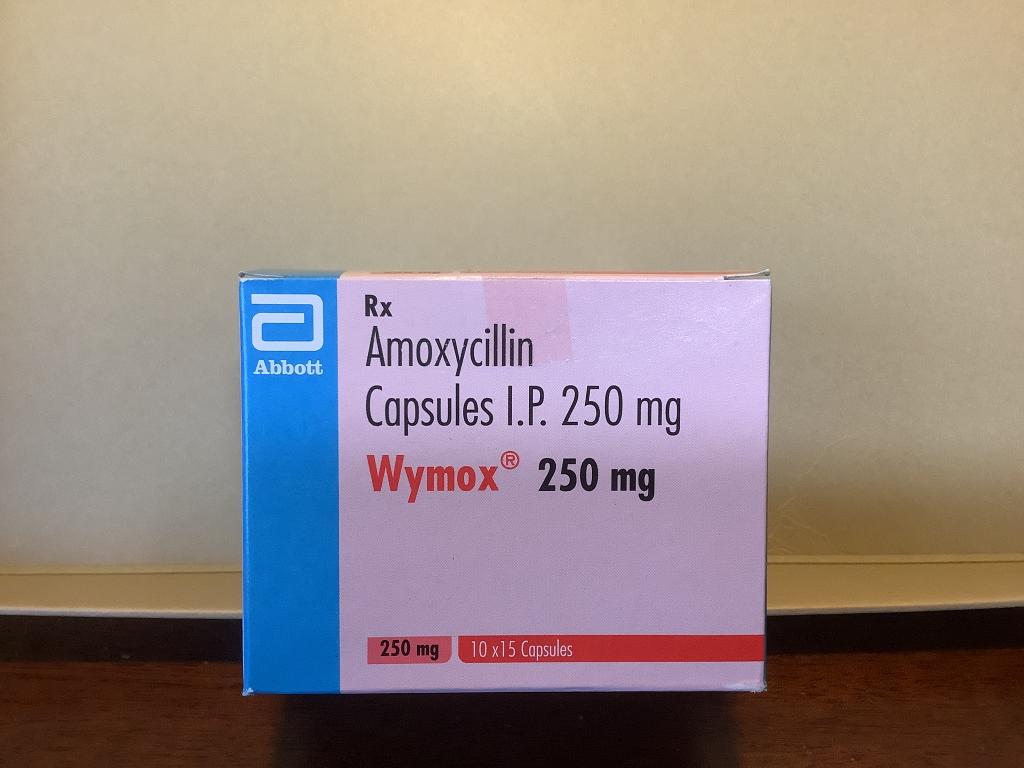 Abbott
Rx
Amoxycillin
Capsules I.P. 250 mg
Wymox® 250 mg
250 mg 10 x15 Capsules